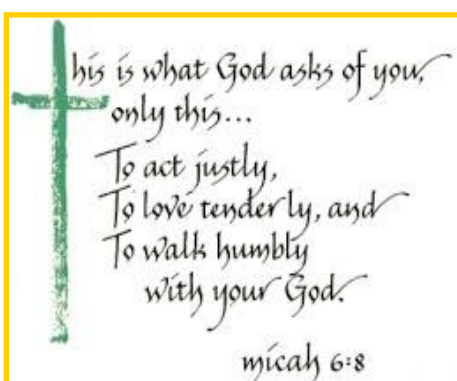 This is what God asks of you,
only this...
To act justly,
To love tenderly, and
To walk humbly
with your God.
micah 6:8